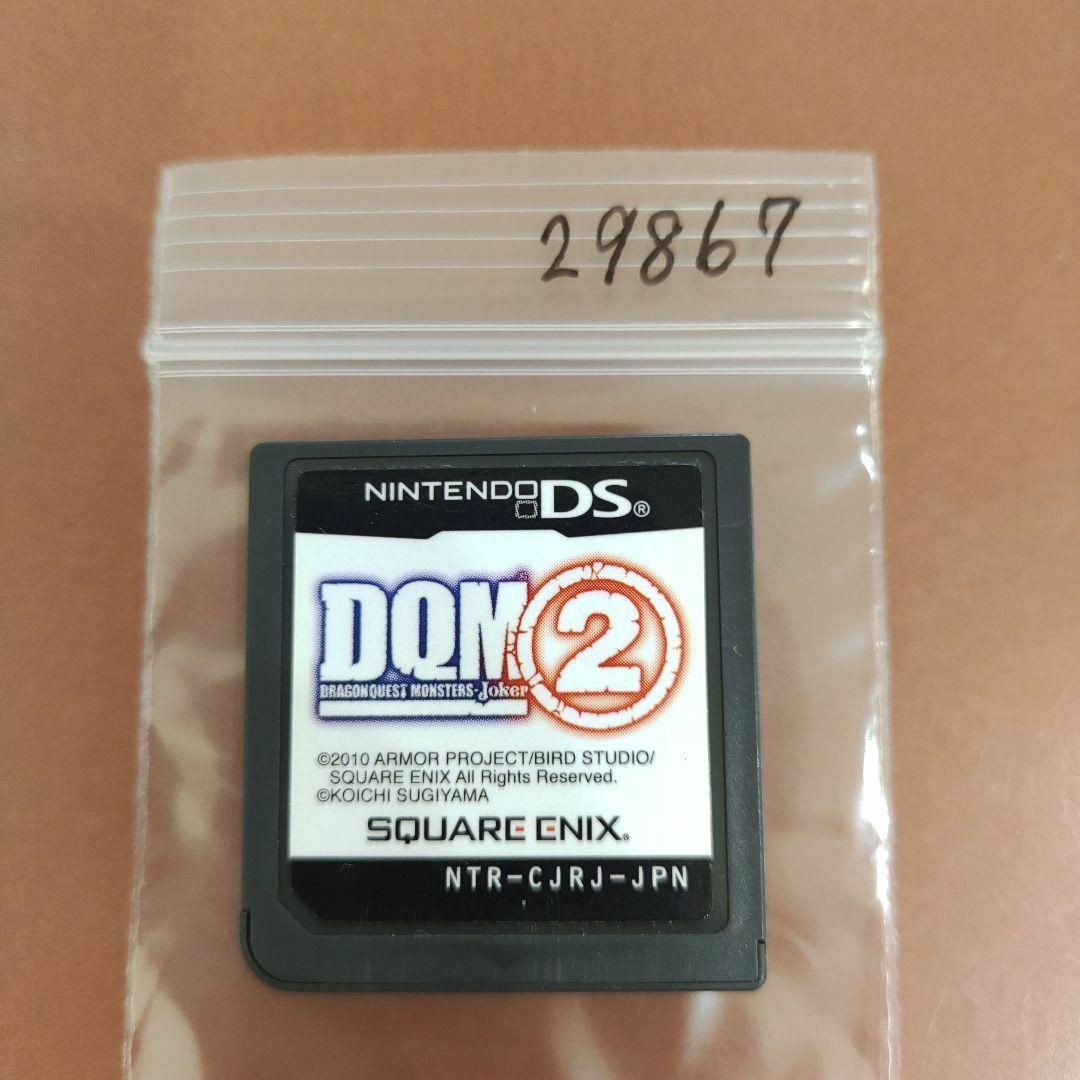 29867
NINTENDO DS®
DQM 2
DRAGON QUEST MONSTERS-Joker
©2010 ARMOR PROJECT/BIRD STUDIO/
SQUARE ENIX All Rights Reserved.
©KOICHI SUGIYAMA
SQUARE ENIX®
NTR-CJRJ-JPN